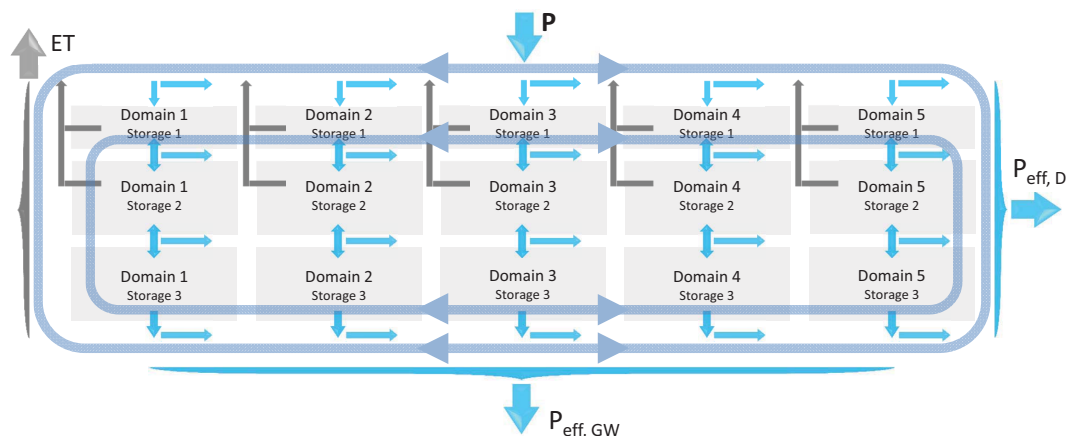 P
ET
Domain 1
Storage 1
Domain 2
Storage 1
Domain 3
Storage 1
Domain 4
Storage 1
Domain 5
Storage 1
Domain 1
Storage 2
Domain 2
Storage 2
Domain 3
Storage 2
Domain 4
Storage 2
Domain 5
Storage 2
P eff, D
Domain 1
Storage 3
Domain 2
Storage 3
Domain 3
Storage 3
Domain 4
Storage 3
Domain 5
Storage 3
P eff, GW